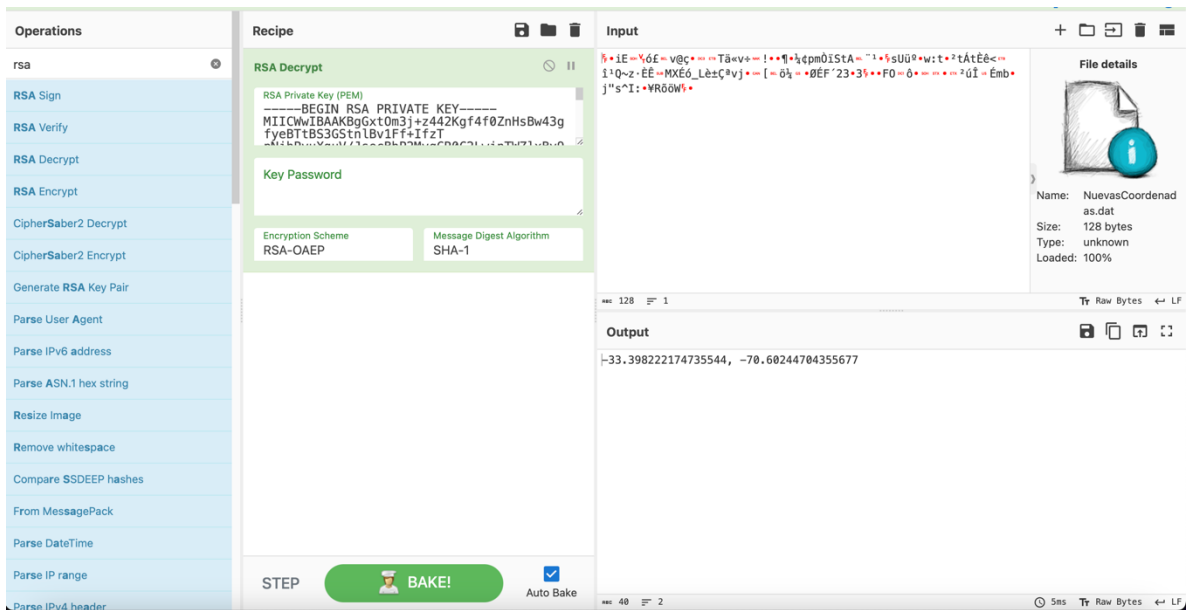 Operations
rsa
RSA Sign
RSA Verify
RSA Decrypt
RSA Encrypt
CipherSaber2 Decrypt
CipherSaber2 Encrypt
Generate RSA Key Pair
Parse User Agent
Parse IPv6 address
Parse ASN.1 hex string
Resize Image
Remove whitespace
Compare SSDEEP hashes
From MessagePack
Parse DateTime
Parse IP range
Parse IPv4 header
Recipe
RSA Decrypt
RSA Private Key (PEM)
-----BEGIN RSA PRIVATE KEY-----
MIICWwIBAAKBgGxtOm3j+z442Kgf4f0ZnHsBw43g
fyeBTtBS3GStnlBv1Ff+IfzT
Key Password
Encryption Scheme
RSA-OAEP
Message Digest Algorithm
SHA-1
STEP
BAKE!
Auto Bake
Input
File details
Name: NuevasCoordenad
as.dat
Size: 128 bytes
Type: unknown
Loaded: 100%
128 1
Raw Bytes LF
Output
-33.398222174735544, -70.60244704355677
40 2
5ms Raw Bytes LF